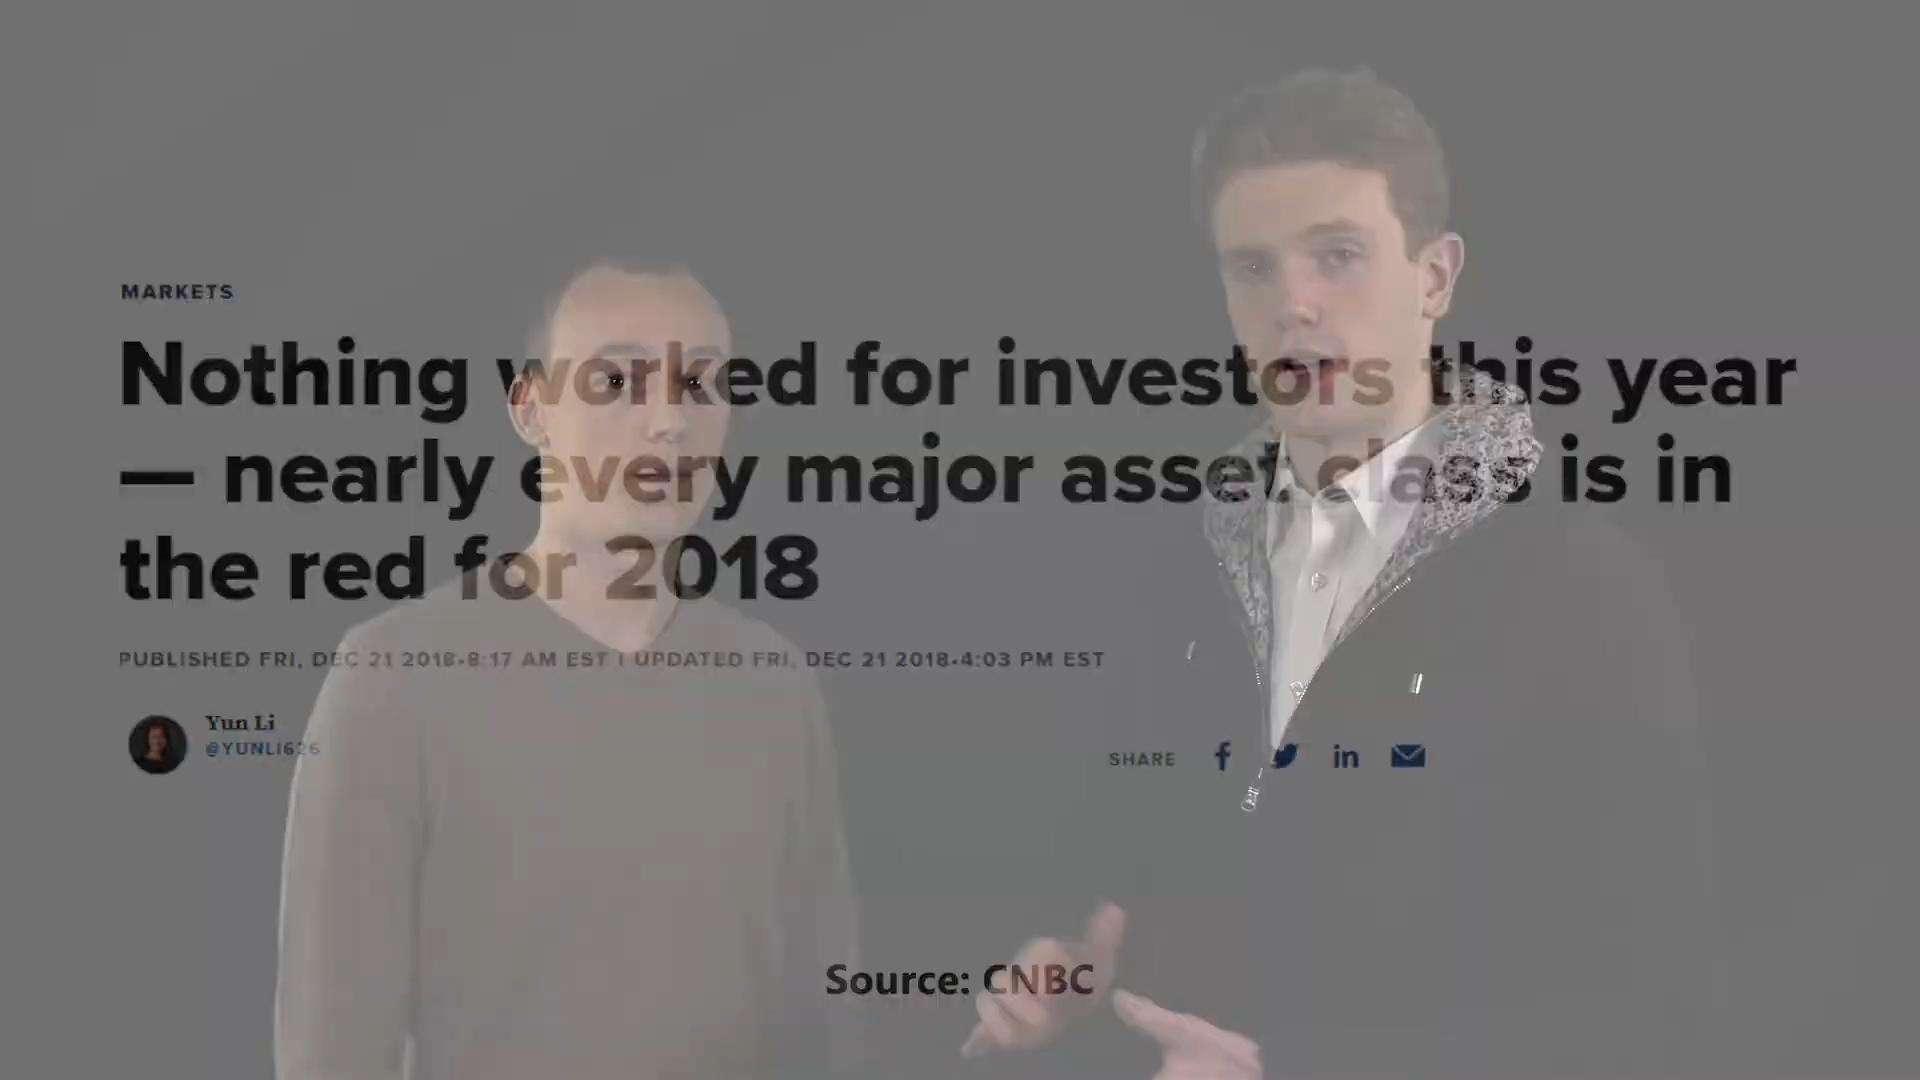 MARKETS
Nothing worked for investors this year
— nearly every major asset class is in
the red for 2018
PUBLISHED FRI, DEC 21 2018•8:17 AM EST | UPDATED FRI, DEC 21 2018•4:03 PM EST
Yun Li
@YUNLI626
SHARE
Source: CNBC